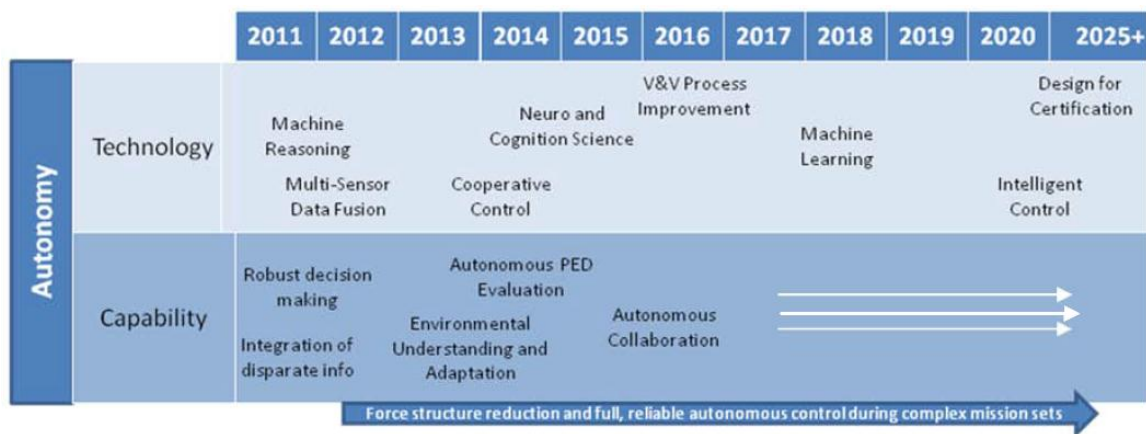 2011 2012 2013 2014 2015 2016 2017 2018 2019 2020 2025+
Autonomy
Technology
Machine
Reasoning
Multi-Sensor
Data Fusion
Neuro and
Cognition Science
Cooperative
Control
V&V Process
Improvement
Machine
Learning
Design for
Certification
Intelligent
Control
Capability
Robust decision
making
Integration of
disparate info
Autonomous PED
Evaluation
Environmental
Understanding and
Adaptation
Autonomous
Collaboration
Force structure reduction and full, reliable autonomous control during complex mission sets